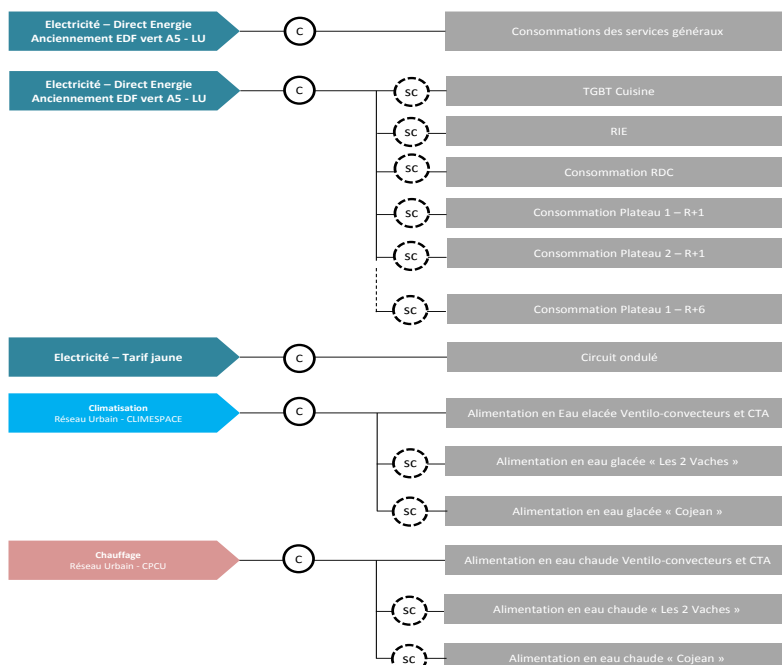 Electricité – Direct Energie
Anciennement EDF vert A5 - LU
C
Consommations des services généraux
Electricité – Direct Energie
Anciennement EDF vert A5 - LU
C
SC
TGBT Cuisine
SC
RIE
SC
Consommation RDC
SC
Consommation Plateau 1 – R+1
SC
Consommation Plateau 2 – R+1
SC
Consommation Plateau 1 – R+6
Electricité – Tarif jaune
C
Circuit ondulé
Climatisation
Réseau Urbain - CLIMESPACE
C
Alimentation en Eau elacée Ventilo-convecteurs et CTA
SC
Alimentation en eau glacée « Les 2 Vaches »
SC
Alimentation en eau glacée « Cojean »
Chauffage
Réseau Urbain - CPCU
C
Alimentation en eau chaude Ventilo-convecteurs et CTA
SC
Alimentation en eau chaude « Les 2 Vaches »
SC
Alimentation en eau chaude « Cojean »